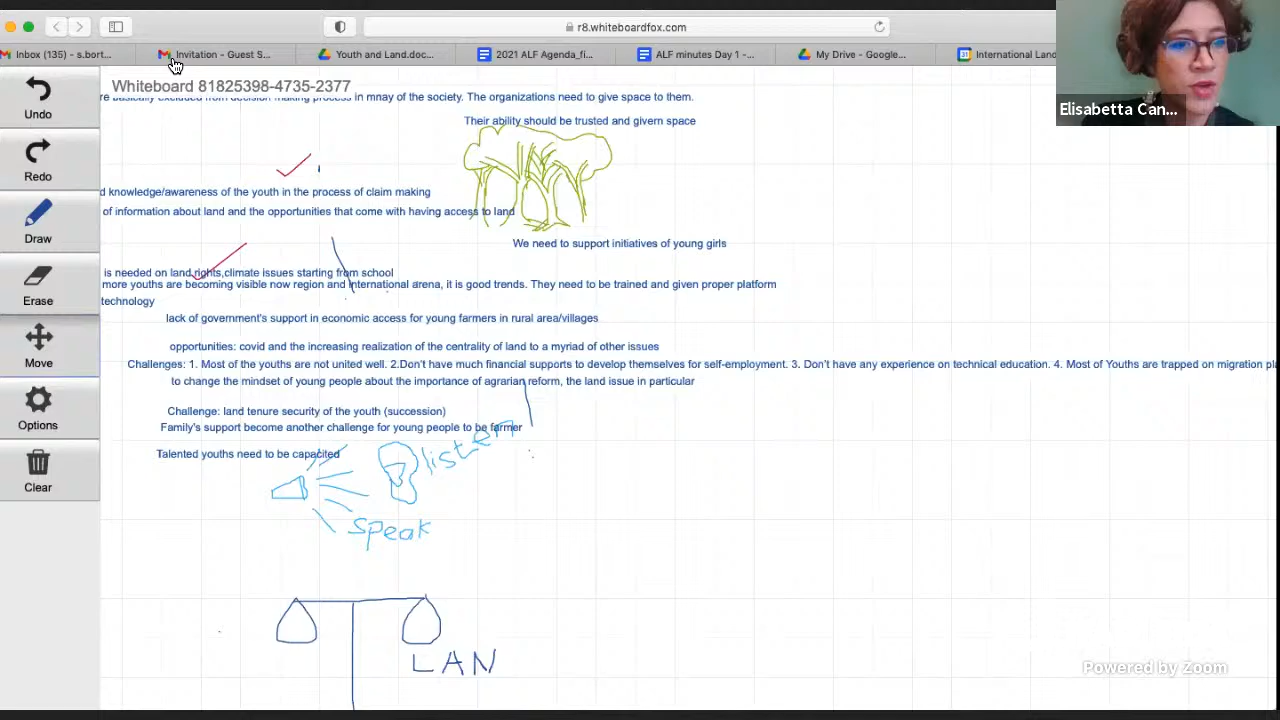 r8.whiteboardfox.com
Inbox (135) - s.bort...
Invitation - Guest S...
Youth and Land.doc...
2021 ALF Agenda_fi...
ALF minutes Day 1 -...
My Drive - Google...
International Land
Elisabetta Can...
Undo
Redo
Draw
Erase
Move
Options
Clear
Whiteboard 81825398-4735-2377
re basically excluded from decision making process in mnay of the society. The organizations need to give space to them.
Their ability should be trusted and givern space
d knowledge/awareness of the youth in the process of claim making
of information about land and the opportunities that come with having access to land
We need to support initiatives of young girls
is needed on land rights,climate issues starting from school
more youths are becoming visible now region and international arena, it is good trends. They need to be trained and given proper platform
technology
lack of government's support in economic access for young farmers in rural area/villages
opportunities: covid and the increasing realization of the centrality of land to a myriad of other issues
Challenges: 1. Most of the youths are not united well. 2.Don't have much financial supports to develop themselves for self-employment. 3. Don't have any experience on technical education. 4. Most of Youths are trapped on migration pl
to change the mindset of young people about the importance of agrarian reform, the land issue in particular
Challenge: land tenure security of the youth (succession)
Family's support become another challenge for young people to be farmer
Talented youths need to be capacited
listen
speak
LAN
Powered by Zoom